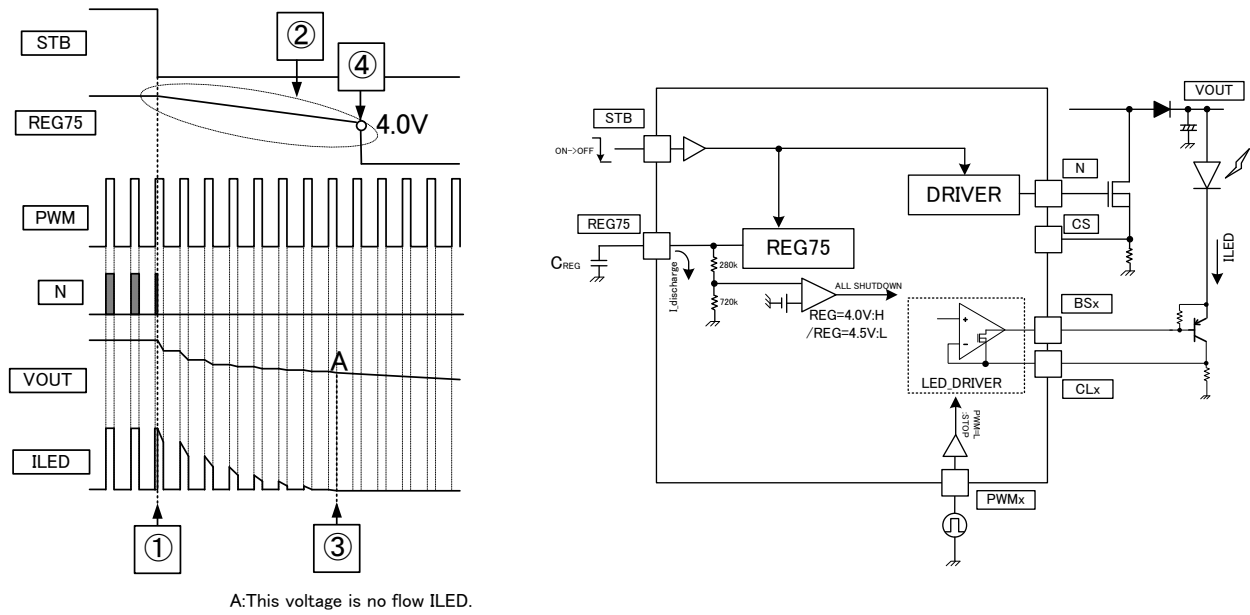 STB
②
④
REG75
4.0V
PWM
N
VOUT
A
ILED
①
③
A:This voltage is no flow ILED.
VOUT
STB
ON->OFF
DRIVER
N
CS
REG75
REG75
CREG
I_discharge
280k
720k
ALL SHUTDOWN
REG=4.0V:H
/REG=4.5V:L
ILED
+
-
BSx
LED_DRIVER
CLx
PWM=L
:STOP
PWMx